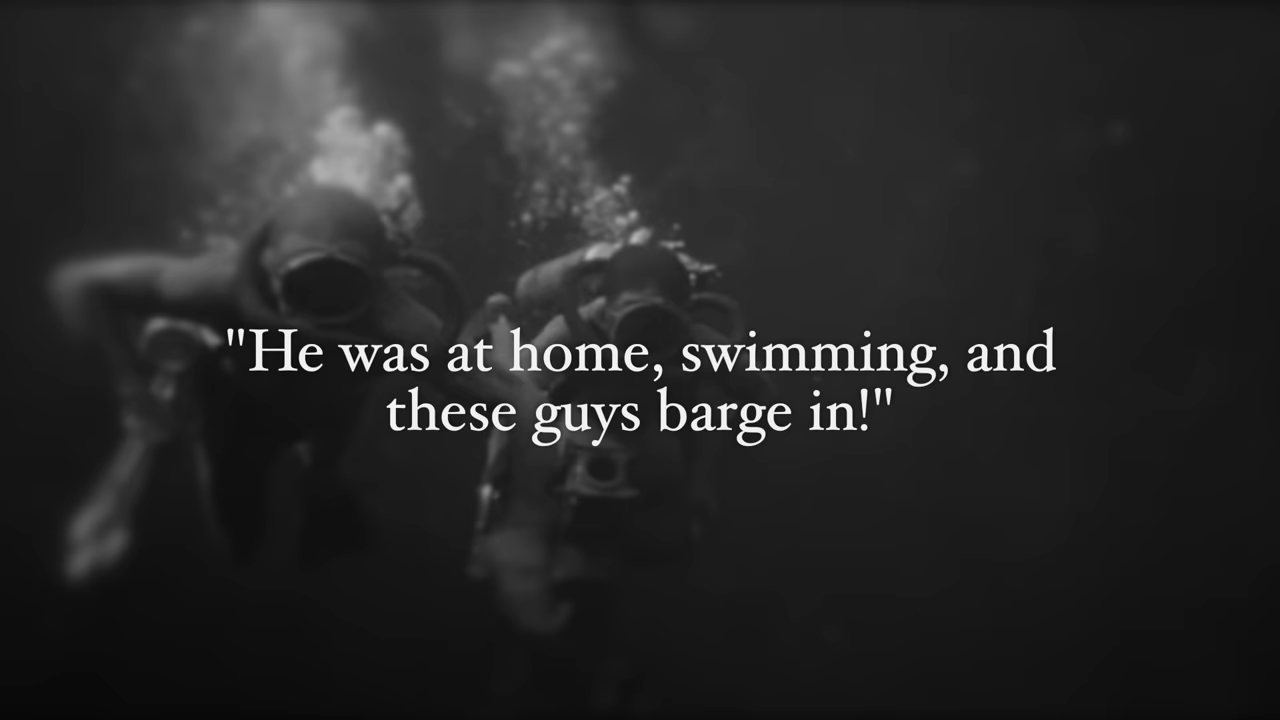 "He was at home, swimming, and
these guys barge in!"